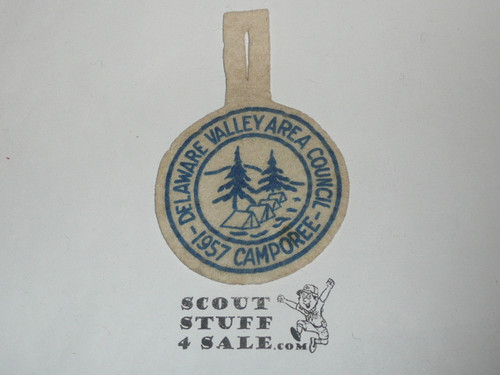 DELAWARE VALLEY AREA COUNCIL
-1957 CAMPOREE-
SCOUT
STUFF
4 SALE.COM